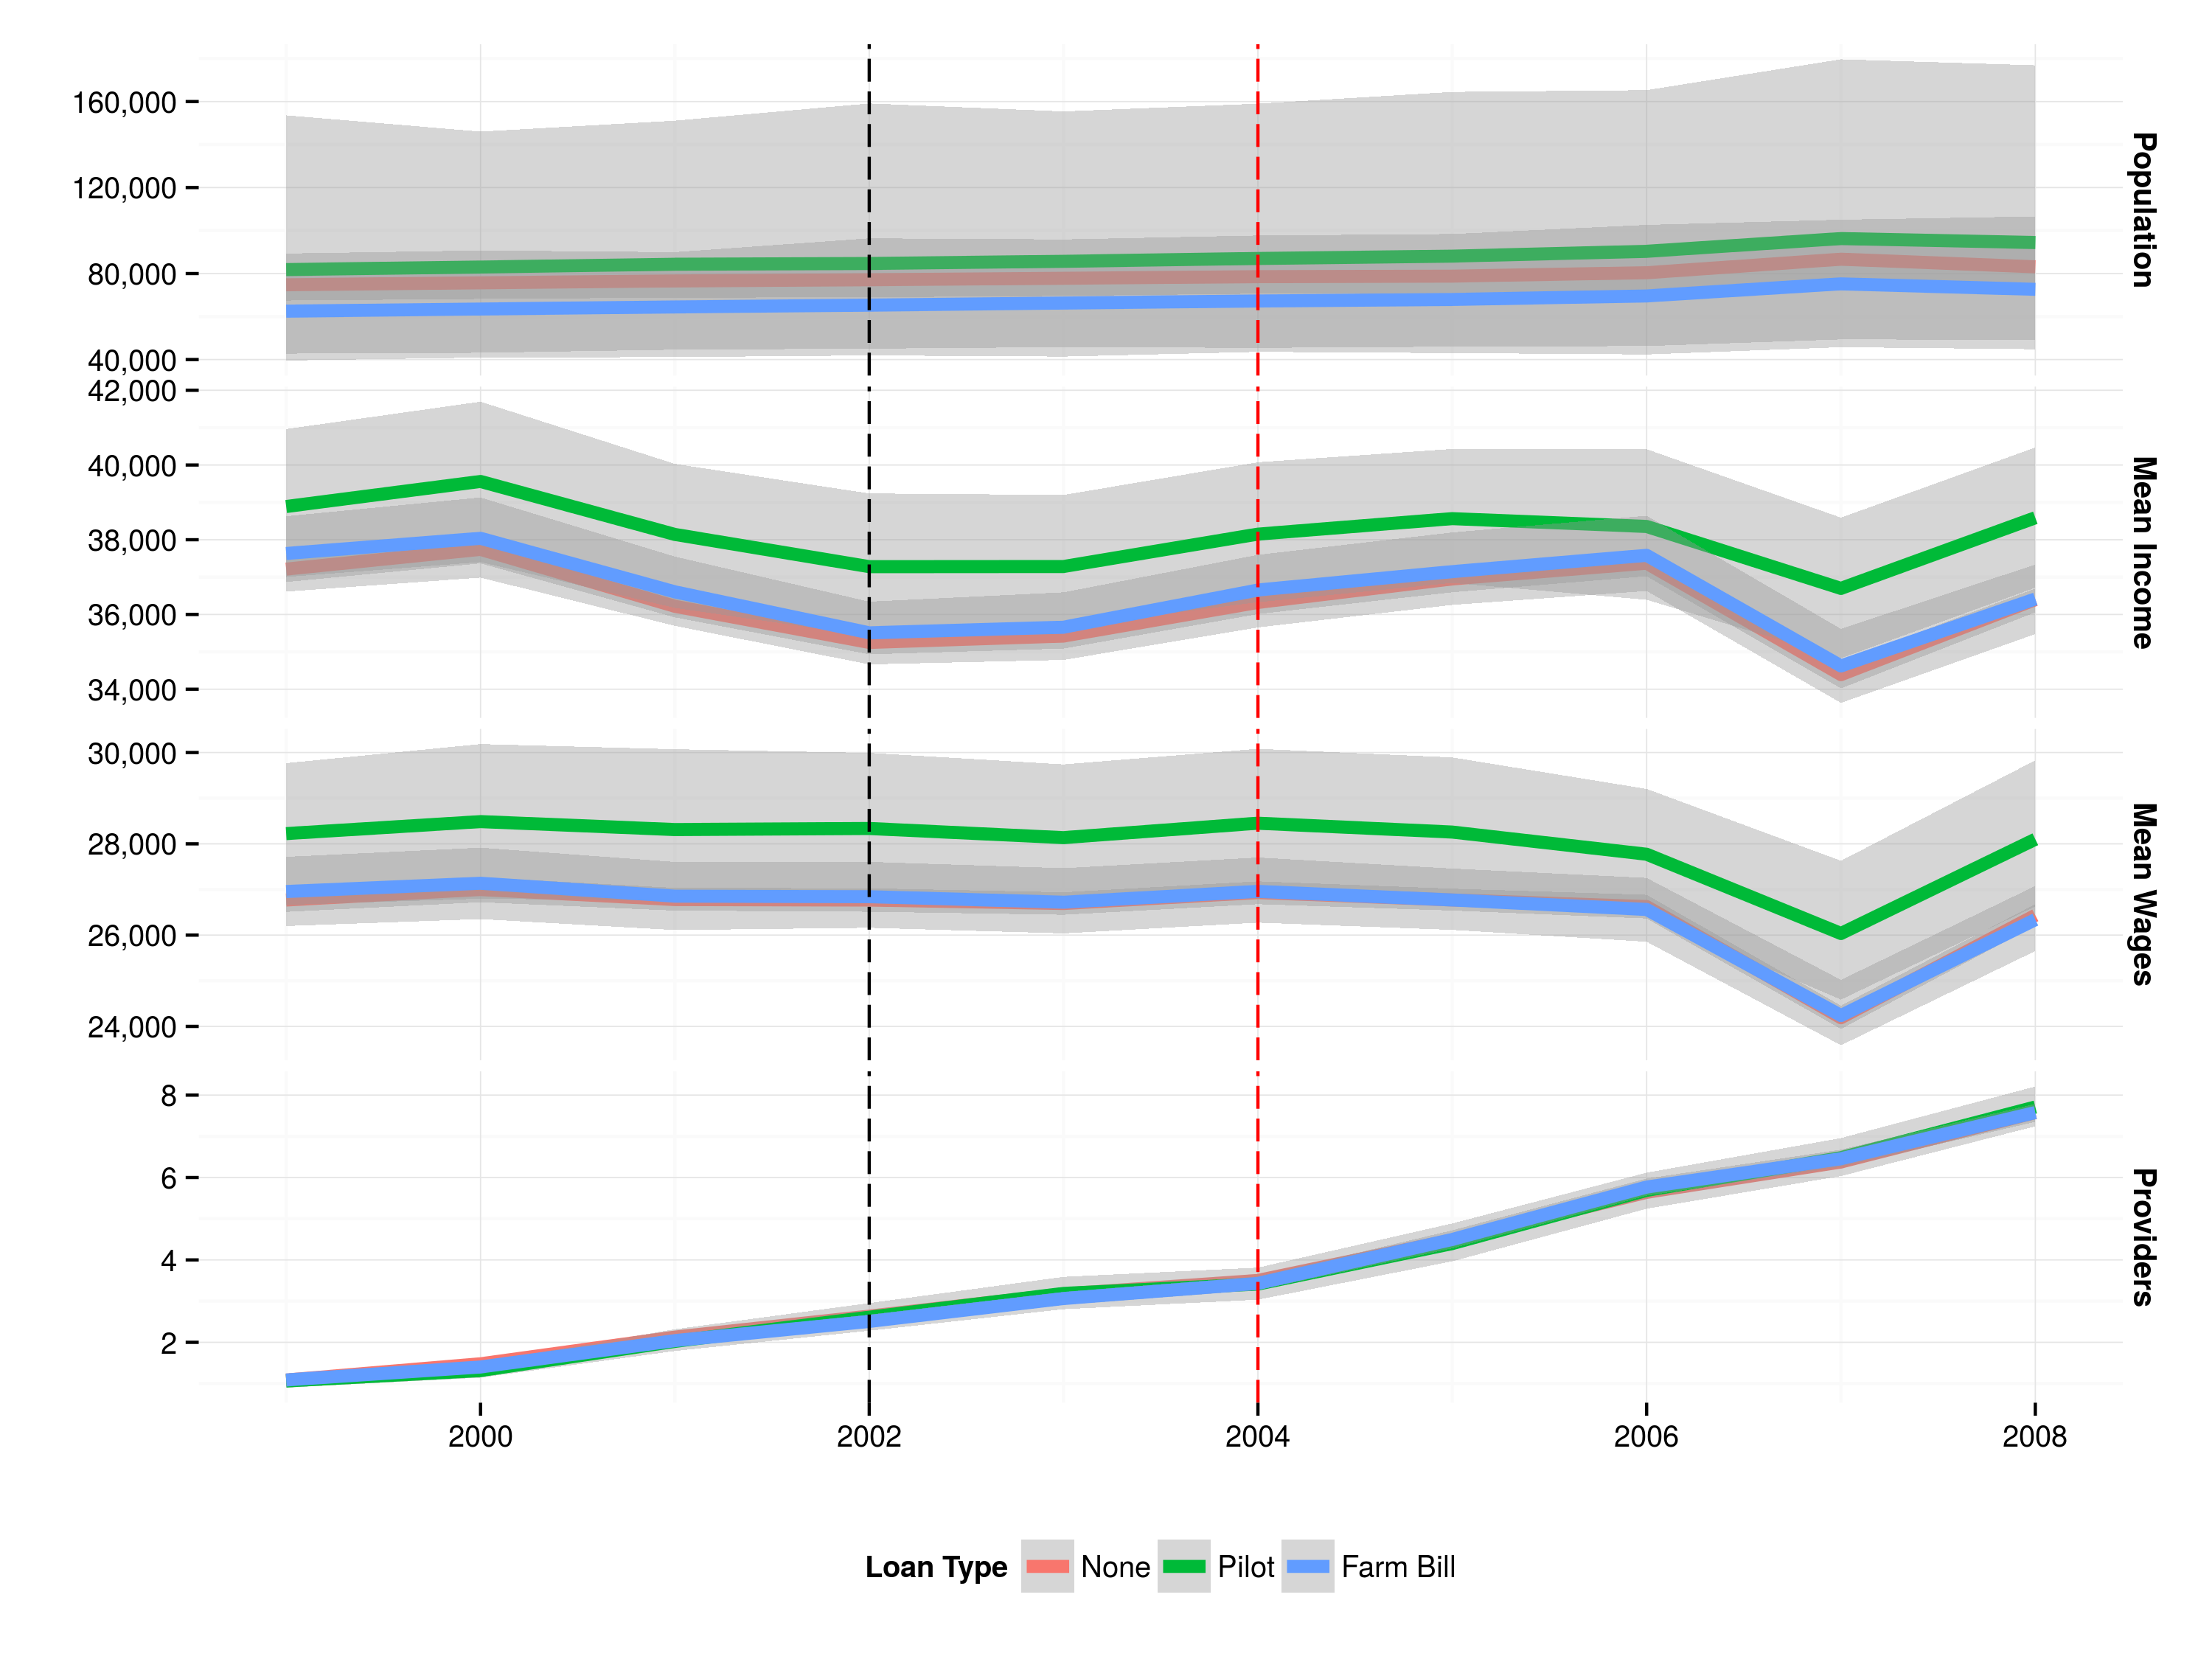 160,000
120,000
80,000
40,000
Population
42,000
40,000
38,000
36,000
34,000
Mean Income
30,000
28,000
26,000
24,000
Mean Wages
8
6
4
2
Providers
2000 2002 2004 2006 2008
Loan Type None Pilot Farm Bill